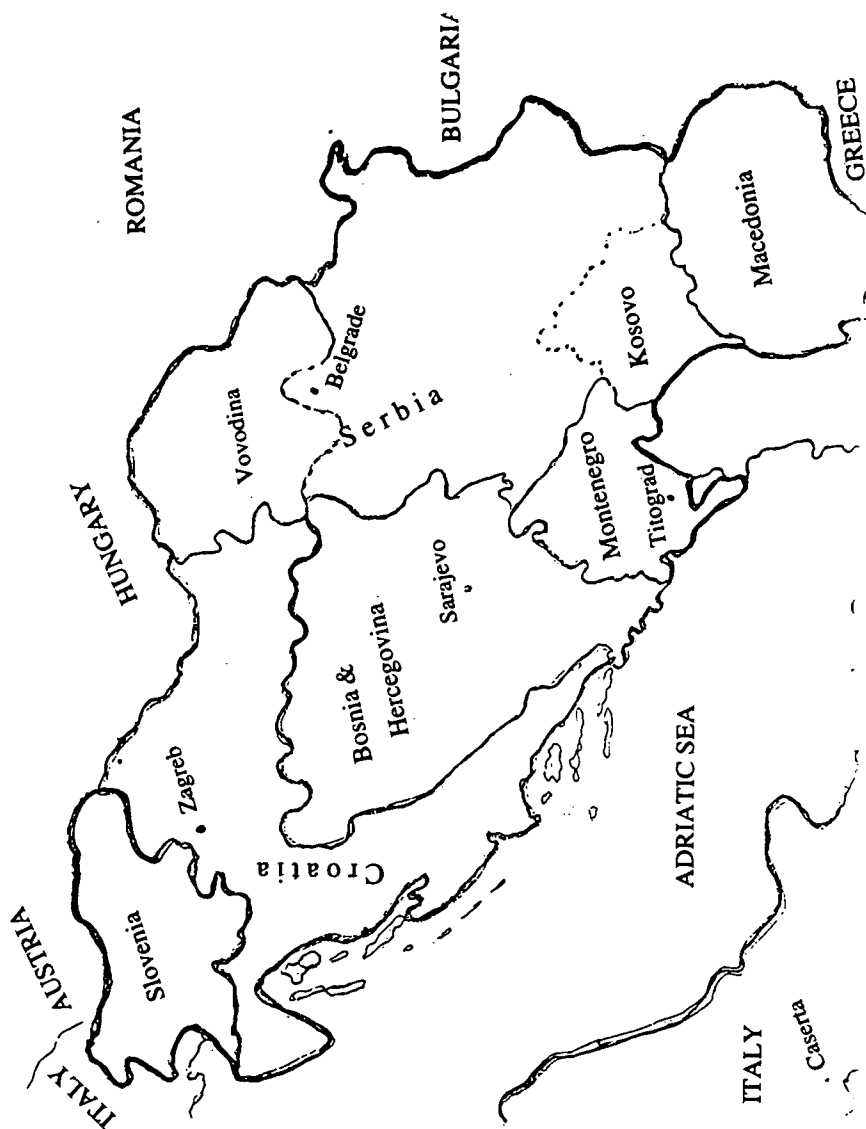 AUSTRIA
ITALY
HUNGARY
ROMANIA
BULGARIA
GREECE
Slovenia
Zagreb
Croatia
Vovodina
Belgrade
Serbia
Bosnia &
Hercegovina
Sarajevo
Montenegro
Titograd
Kosovo
Macedonia
ADRIATIC SEA
ITALY
Caserta